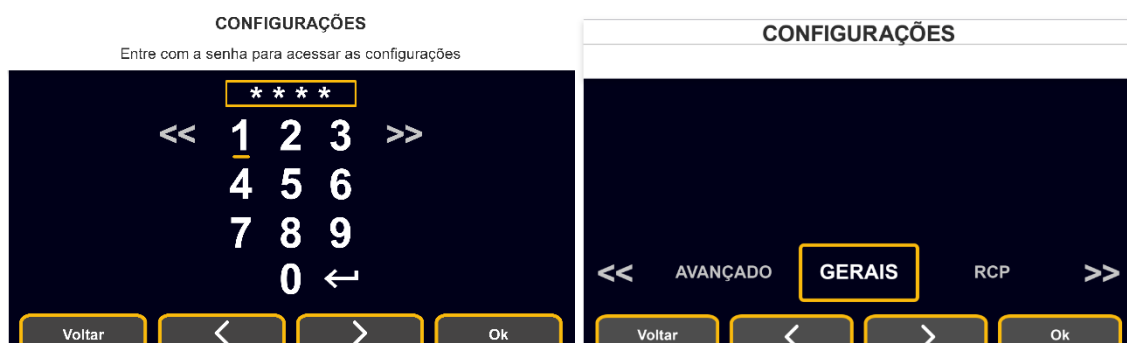 CONFIGURAÇÕES
Entre com a senha para acessar as configurações
* * * *
<< 1 2 3 >>
4 5 6
7 8 9
0
Voltar < > Ok
CONFIGURAÇÕES
<< AVANÇADO GERAIS RCP >>
Voltar < > Ok